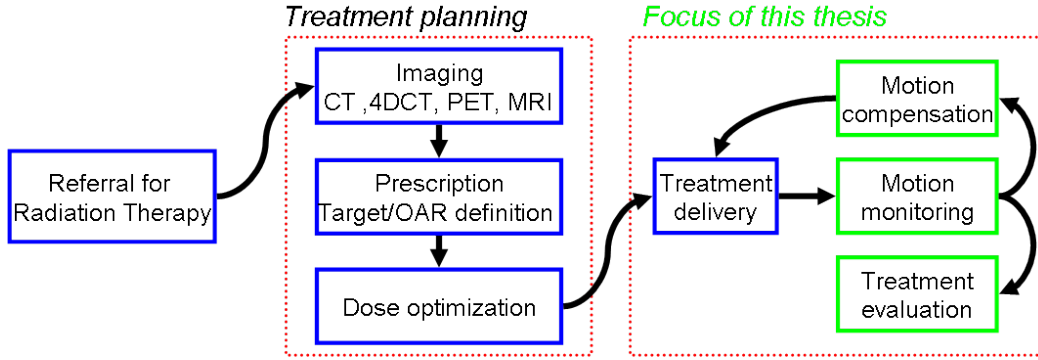 Treatment planning
Focus of this thesis
Imaging
CT ,4DCT, PET, MRI
Motion
compensation
Referral for
Radiation Therapy
Prescription
Target/OAR definition
Treatment
delivery
Motion
monitoring
Dose optimization
Treatment
evaluation